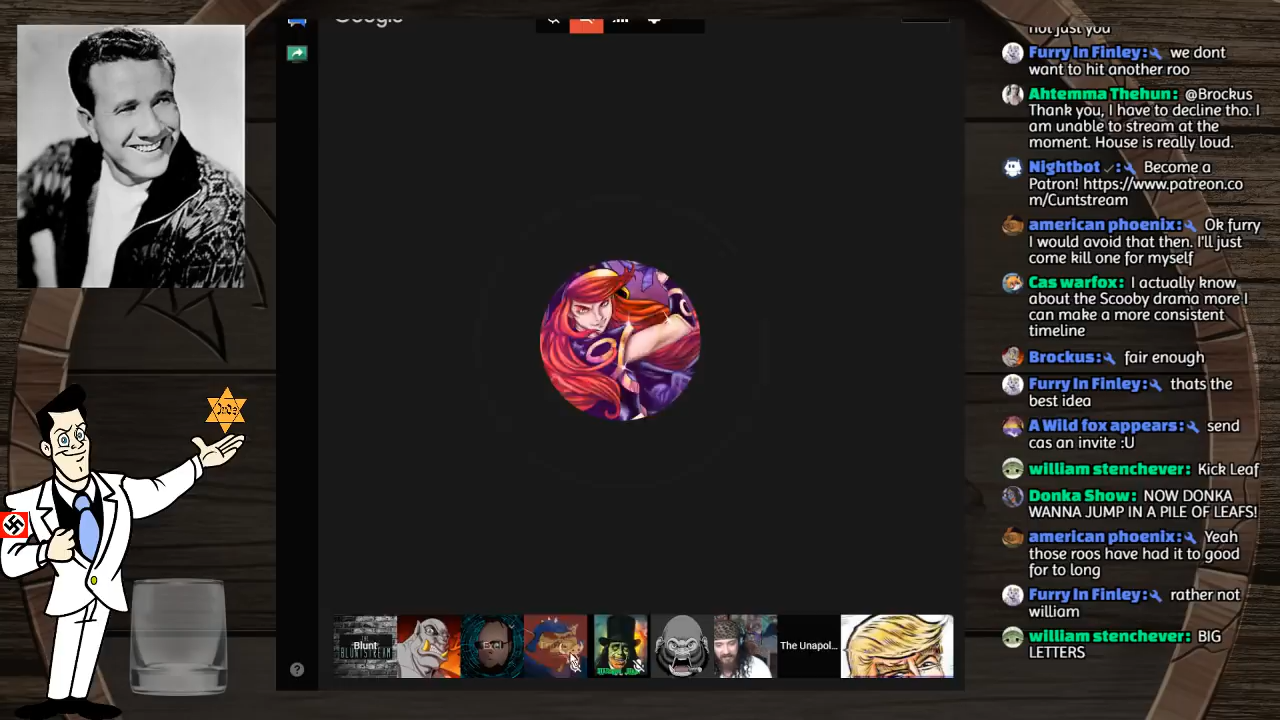 Google
not just you
Furry In Finley: we dont
want to hit another roo
Ahtemma Thehun: @Brockus
Thank you, I have to decline tho. I
am unable to stream at the
moment. House is really loud.
Nightbot ✓: Become a
Patron! https://www.patreon.co
m/Cuntstream
american phoenix: Ok furry
I would avoid that then. I'll just
come kill one for myself
Cas warfox: I actually know
about the Scooby drama more I
can make a more consistent
timeline
Brockus: fair enough
Furry In Finley: thats the
best idea
A Wild fox appears: send
cas an invite :U
william stenchever: Kick Leaf
Donka Show: NOW DONKA
WANNA JUMP IN A PILE OF LEAFS!
american phoenix: Yeah
those roos have had it to good
for to long
Furry In Finley: rather not
william
william stenchever: BIG
LETTERS
Jude
THE
Blunt
BLUNTSTREAM
Exel
The Unapol...
?